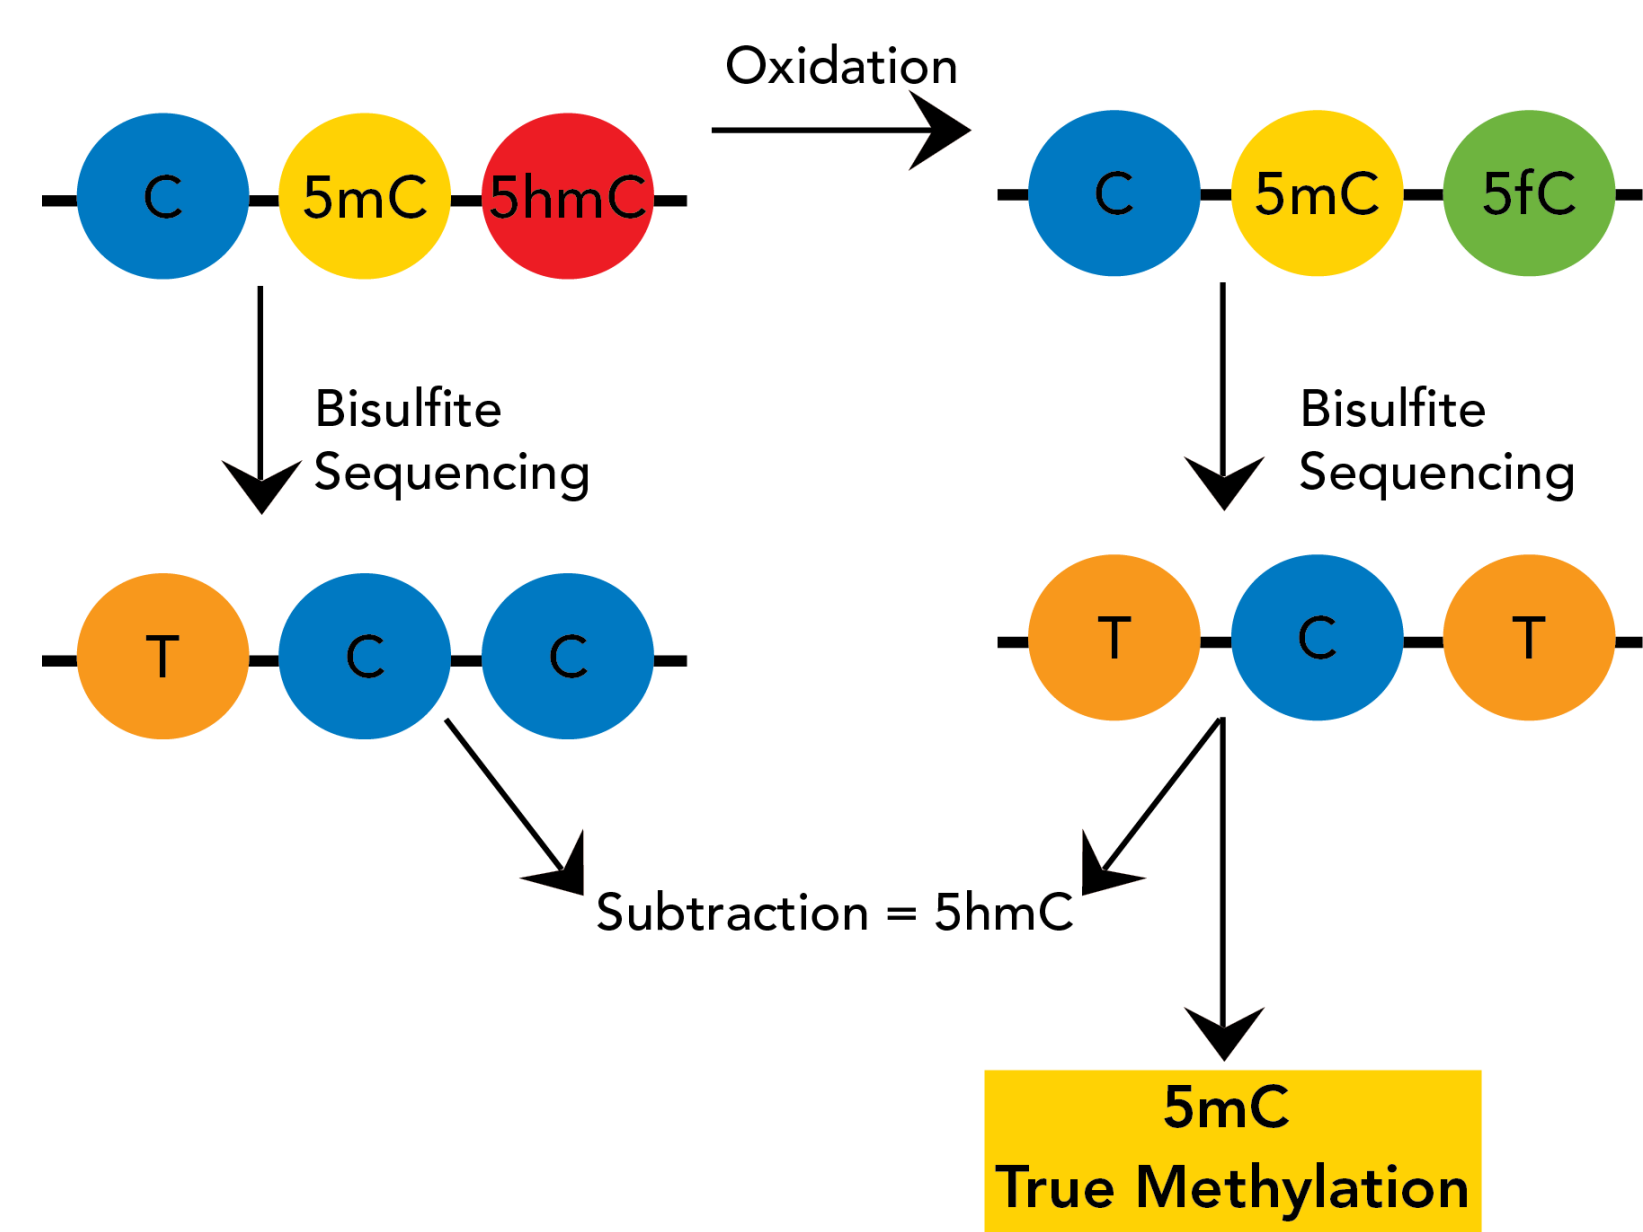 Oxidation
C 5mC 5hmC
C 5mC 5fC
Bisulfite
Sequencing
Bisulfite
Sequencing
T C C
T C T
Subtraction = 5hmC
5mC
True Methylation